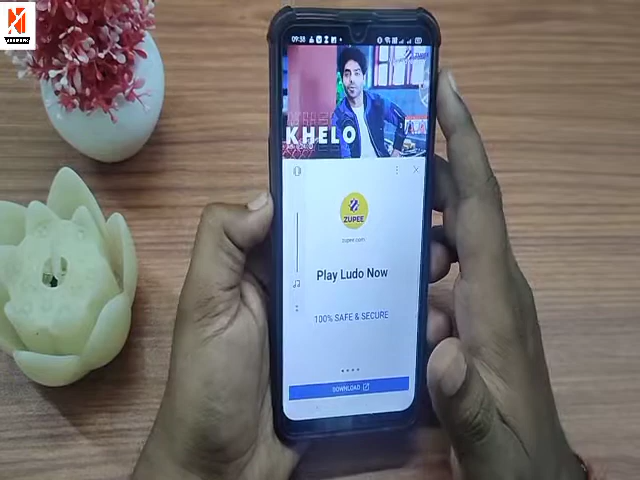 09:38
KHELO
ZUPEE
zupee.com
Play Ludo Now
100% SAFE & SECURE
DOWNLOAD